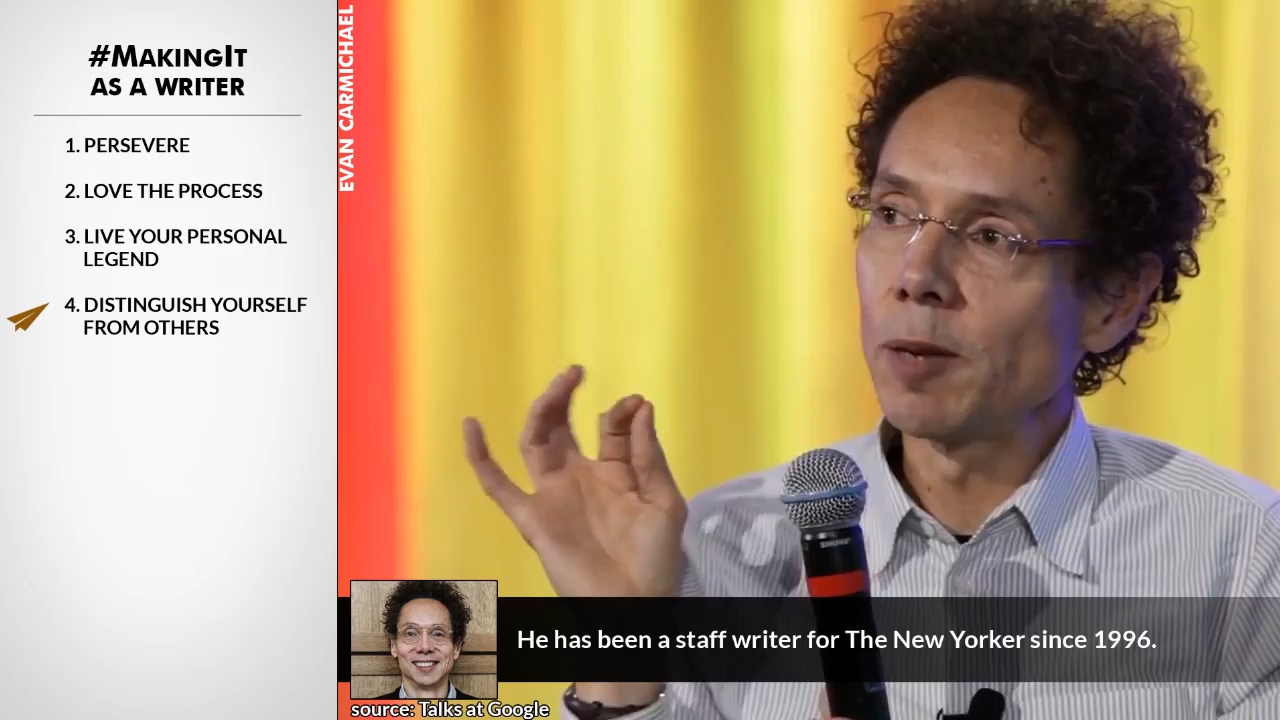 #MAKINGIT
AS A WRITER
1. PERSEVERE
2. LOVE THE PROCESS
3. LIVE YOUR PERSONAL
LEGEND
4. DISTINGUISH YOURSELF
FROM OTHERS
EVAN CARMICHAEL
SHURE
He has been a staff writer for The New Yorker since 1996.
source: Talks at Google